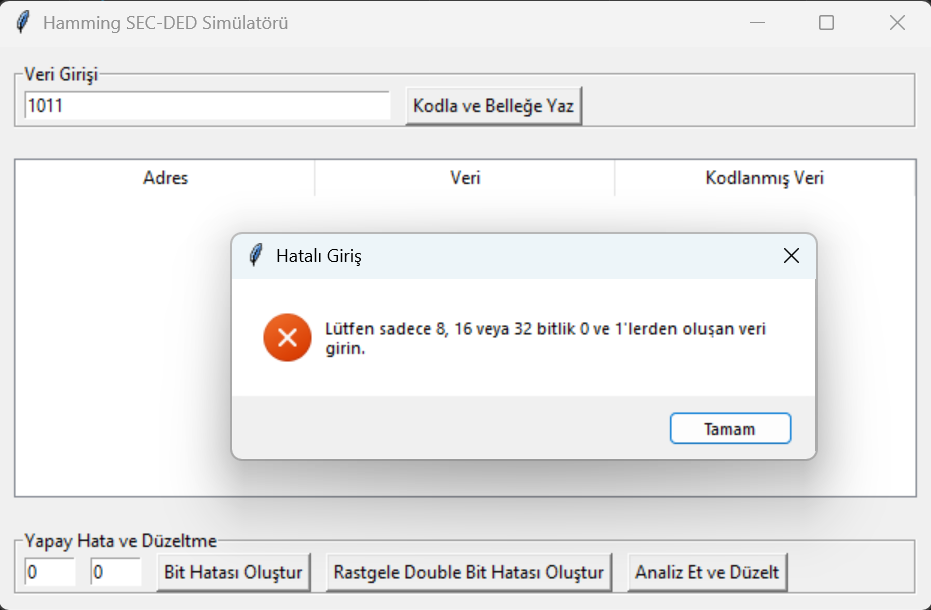 Hamming SEC-DED Simülatörü
Veri Girişi
1011
Kodla ve Belleğe Yaz
Adres
Veri
Kodlanmış Veri
Hatalı Giriş
Lütfen sadece 8, 16 veya 32 bitlik 0 ve 1'lerden oluşan veri
girin.
Tamam
Yapay Hata ve Düzeltme
0
0
Bit Hatası Oluştur
Rastgele Double Bit Hatası Oluştur
Analiz Et ve Düzelt